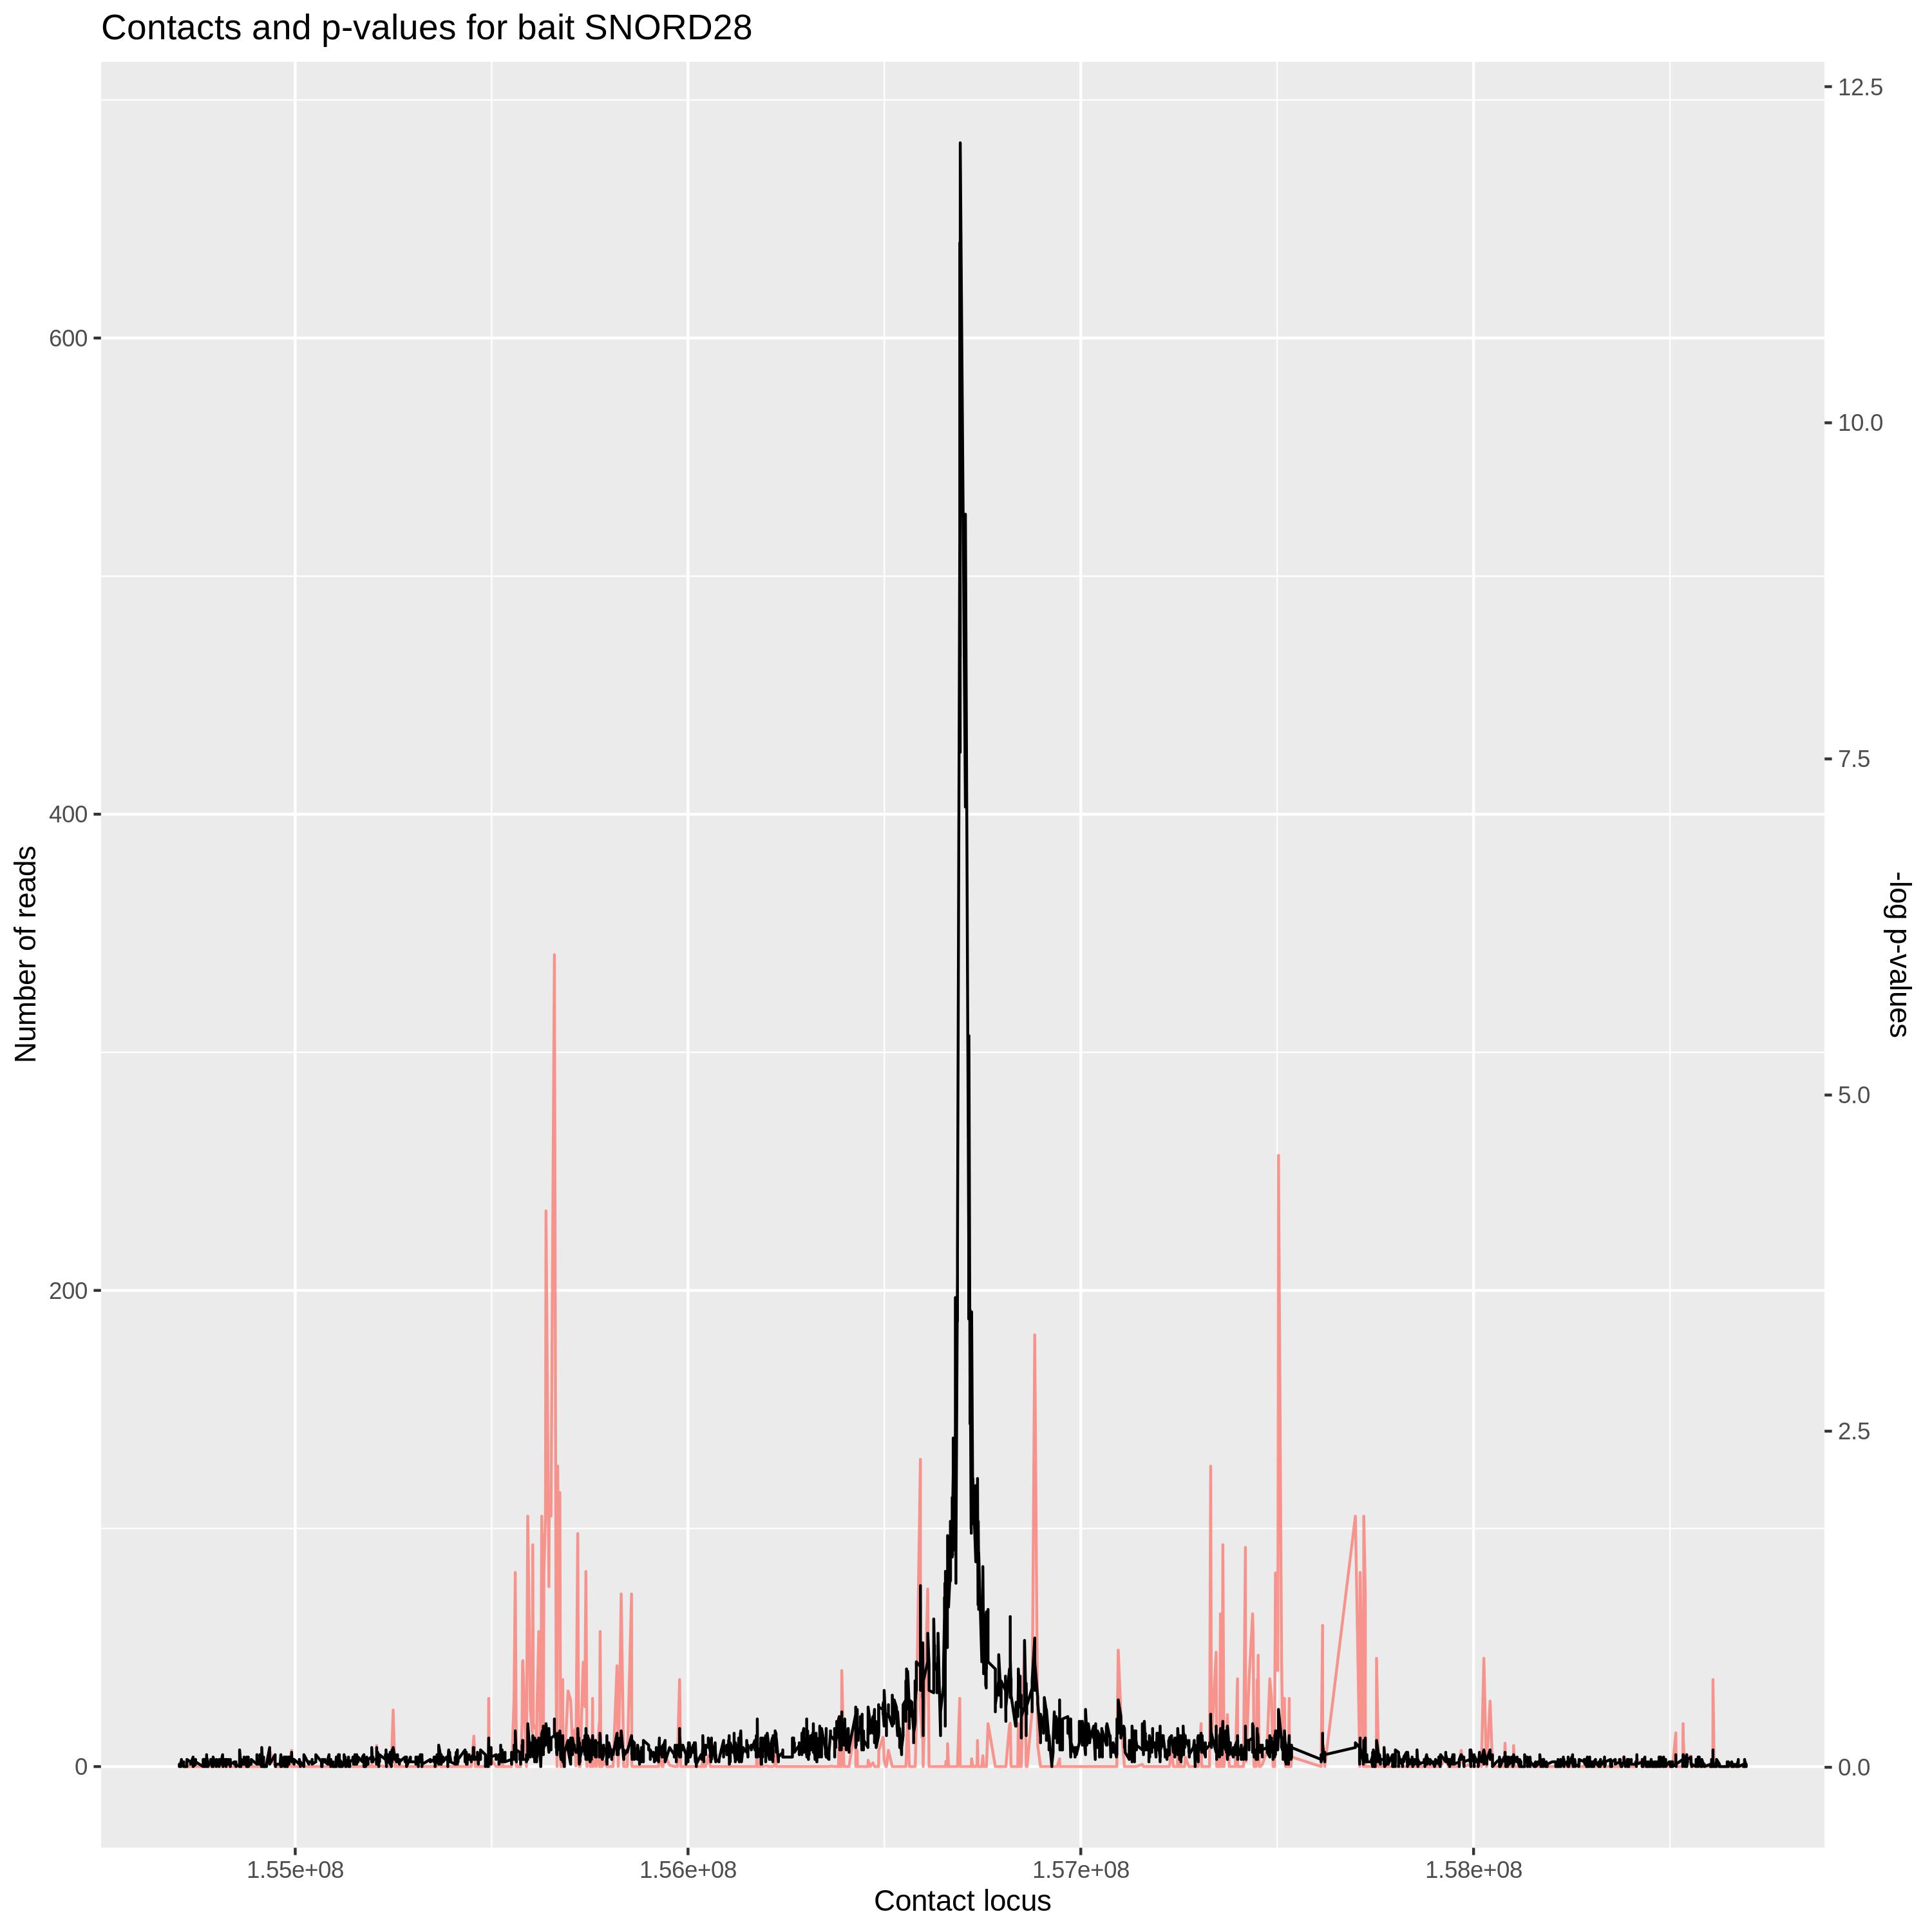 Contacts and p-values for bait SNORD28
12.5
10.0
7.5
5.0
2.5
0.0
600
400
200
0
Number of reads
-log p-values
1.55e+08
1.56e+08
1.57e+08
1.58e+08
Contact locus